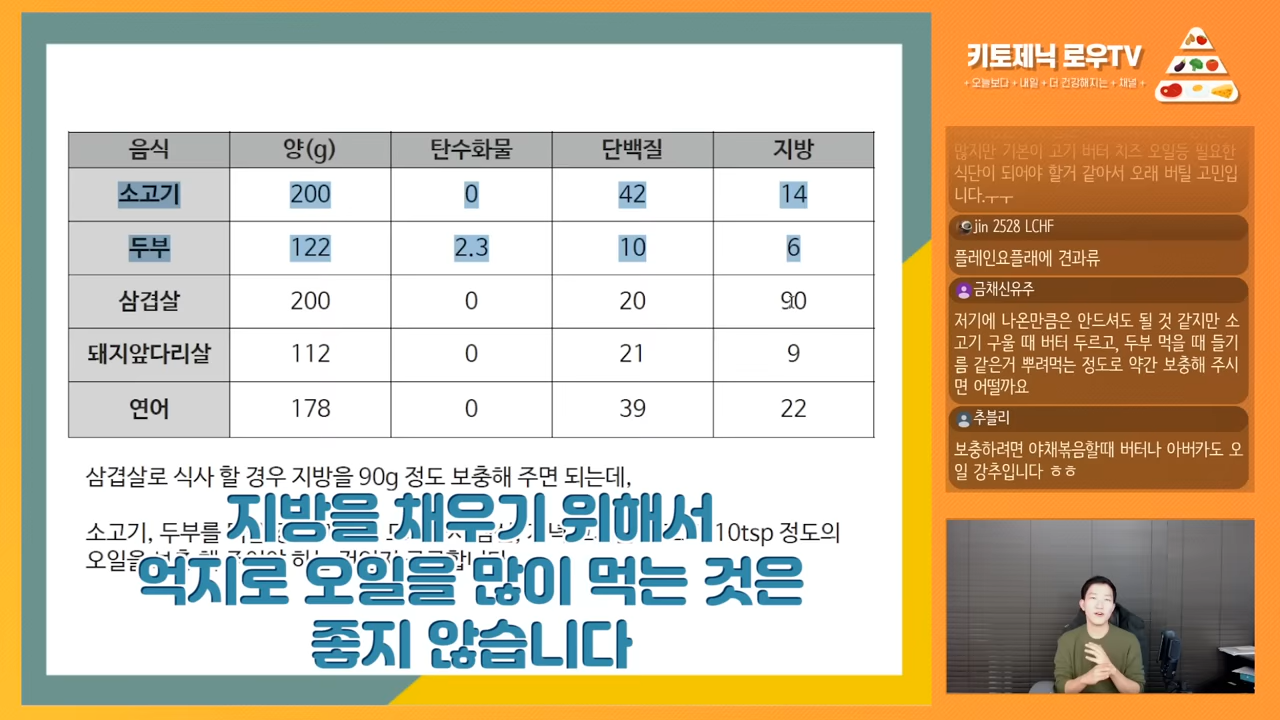 음식 양(g) 탄수화물 단백질 지방
소고기 200 0 42 14
두부 122 2.3 10 6
삼겹살 200 0 20 90
돼지앞다리살 112 0 21 9
연어 178 0 39 22
삼겹살로 식사 할 경우 지방을 90g 정도 보충해 주면 되는데,
소고기, 두부를
10tsp 정도의
오일을
지방을 채우기 위해서
억지로 오일을 많이 먹는 것은
좋지 않습니다
키토제닉 로우TV
+ 오늘보다 + 내일 + 더 건강해지는 + 채널 +
많지만 기본이 고기 버터 치즈 오일등 필요한
식단이 되어야 할거 같아서 오래 버틸 고민입
니다.ㅜㅜ
jin 2528 LCHF
플레인요플래에 견과류
금채신유주
저기에 나온만큼은 안드셔도 될 것 같지만 소
고기 구울 때 버터 두르고, 두부 먹을 때 들기
름 같은거 뿌려먹는 정도로 약간 보충해 주시
면 어떨까요
추블리
보충하려면 야채볶음할때 버터나 아버카도 오
일 강추입니다 ㅎㅎ